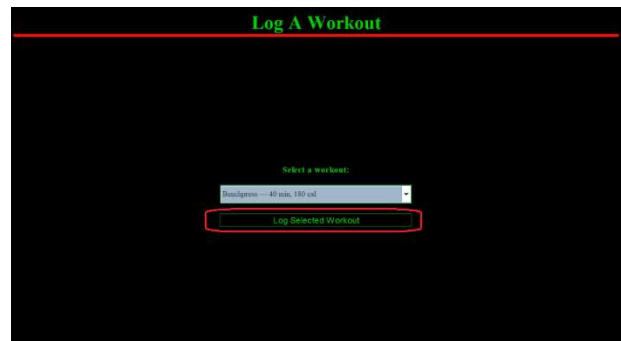 Log A Workout
Select a workout:
Benchpress — 40 min, 180 cal
Log Selected Workout